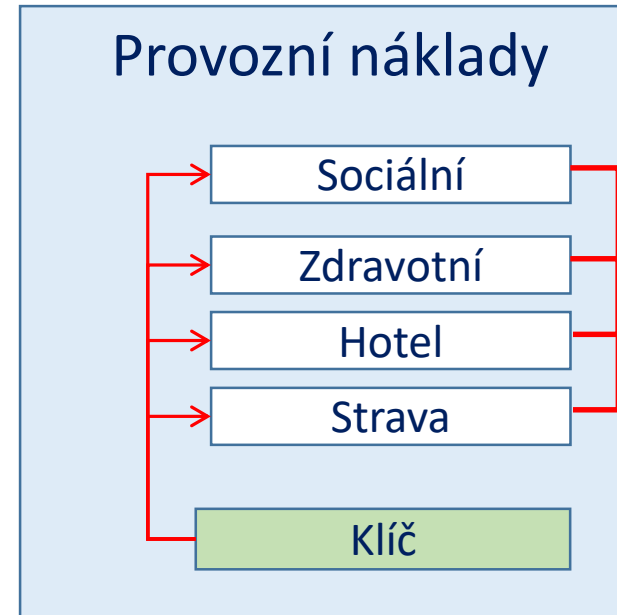 Provozní náklady
Sociální
Zdravotní
Hotel
Strava
Klíč